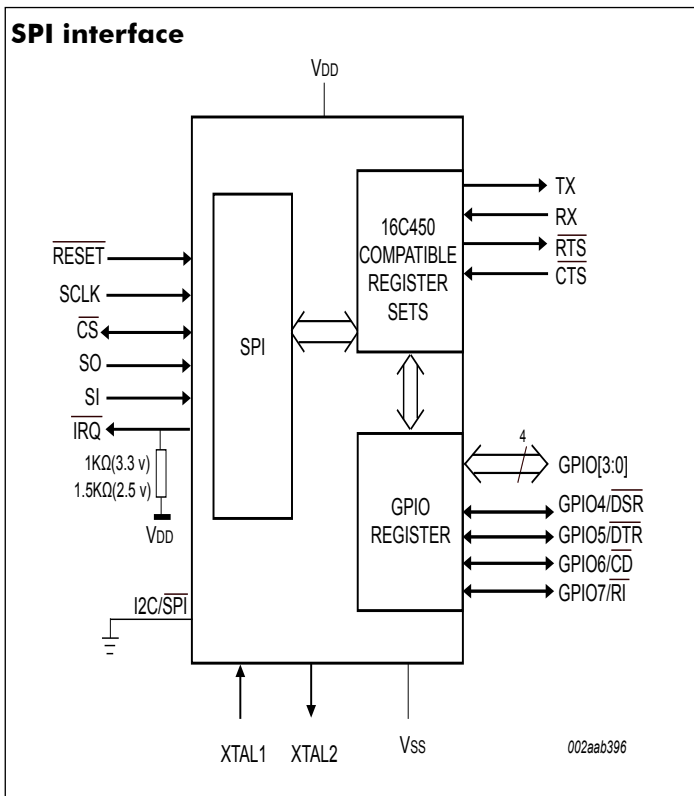 SPI interface
VDD
TX
RX
RTS
CTS
16C450
COMPATIBLE
REGISTER
SETS
RESET
SCLK
CS
SO
SI
IRQ
SPI
1KΩ(3.3 v)
1.5KΩ(2.5 v)
VDD
4
GPIO[3:0]
GPIO4/DSR
GPIO5/DTR
GPIO6/CD
GPIO7/RI
GPIO
REGISTER
I2C/SPI
XTAL1
XTAL2
VSS
002aab396